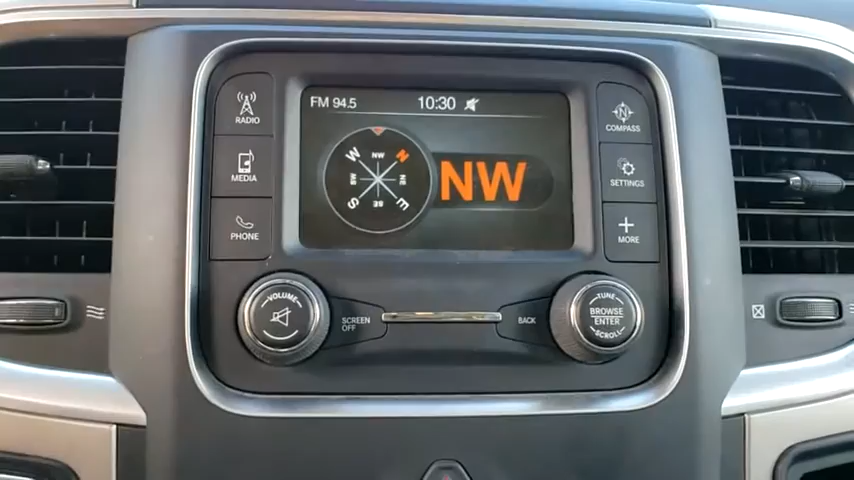 FM 94.5 10:30
RADIO
MEDIA
PHONE
W NW N
SW NE
S SE E
NW
COMPASS
SETTINGS
MORE
VOLUME
SCREEN
OFF
BACK
TUNE
BROWSE
ENTER
SCROLL